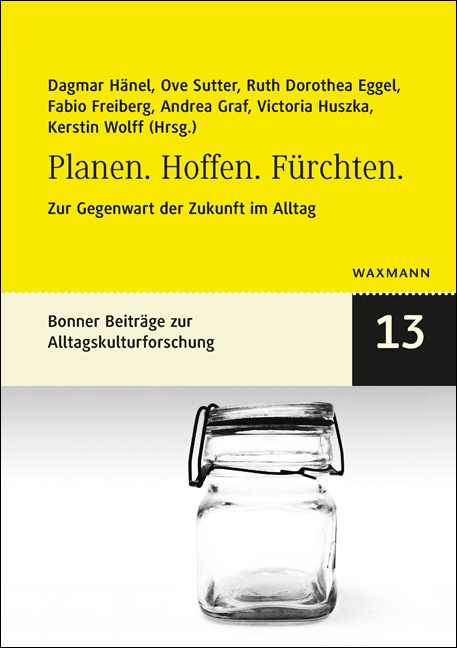 Dagmar Hänel, Ove Sutter, Ruth Dorothea Eggel,
Fabio Freiberg, Andrea Graf, Victoria Huszka,
Kerstin Wolff (Hrsg.)
Planen. Hoffen. Fürchten.
Zur Gegenwart der Zukunft im Alltag
WAXMANN
Bonner Beiträge zur
Alltagskulturforschung
13